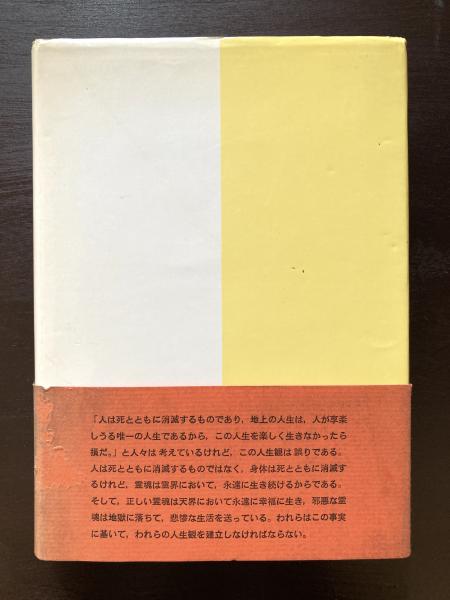 「人は死とともに消滅するものであり，地上の人生は，人が享楽
しうる唯一の人生であるから，この人生を楽しく生きなかったら
損だ。」と人々は考えているけれど，この人生観は誤りである。
人は死とともに消滅するものではなく，身体は死とともに消滅す
るけれど，霊魂は霊界において，永遠に生き続けるからである。
そして，正しい霊魂は天界において永遠に幸福に生き，邪悪な霊
魂は地獄に落ちて，悲惨な生活を送っている。われらはこの事実
に基いて，われらの人生観を建立しなければならない。